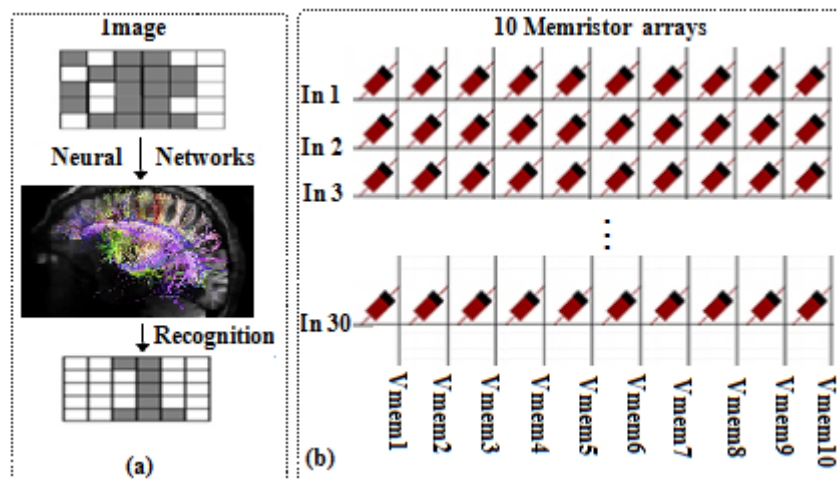 Image
Neural Networks
Recognition
(a)
10 Memristor arrays
In 1
In 2
In 3
⋮
In 30
Vmem1
Vmem2
Vmem3
Vmem4
Vmem5
Vmem6
Vmem7
Vmem8
Vmem9
Vmem10
(b)